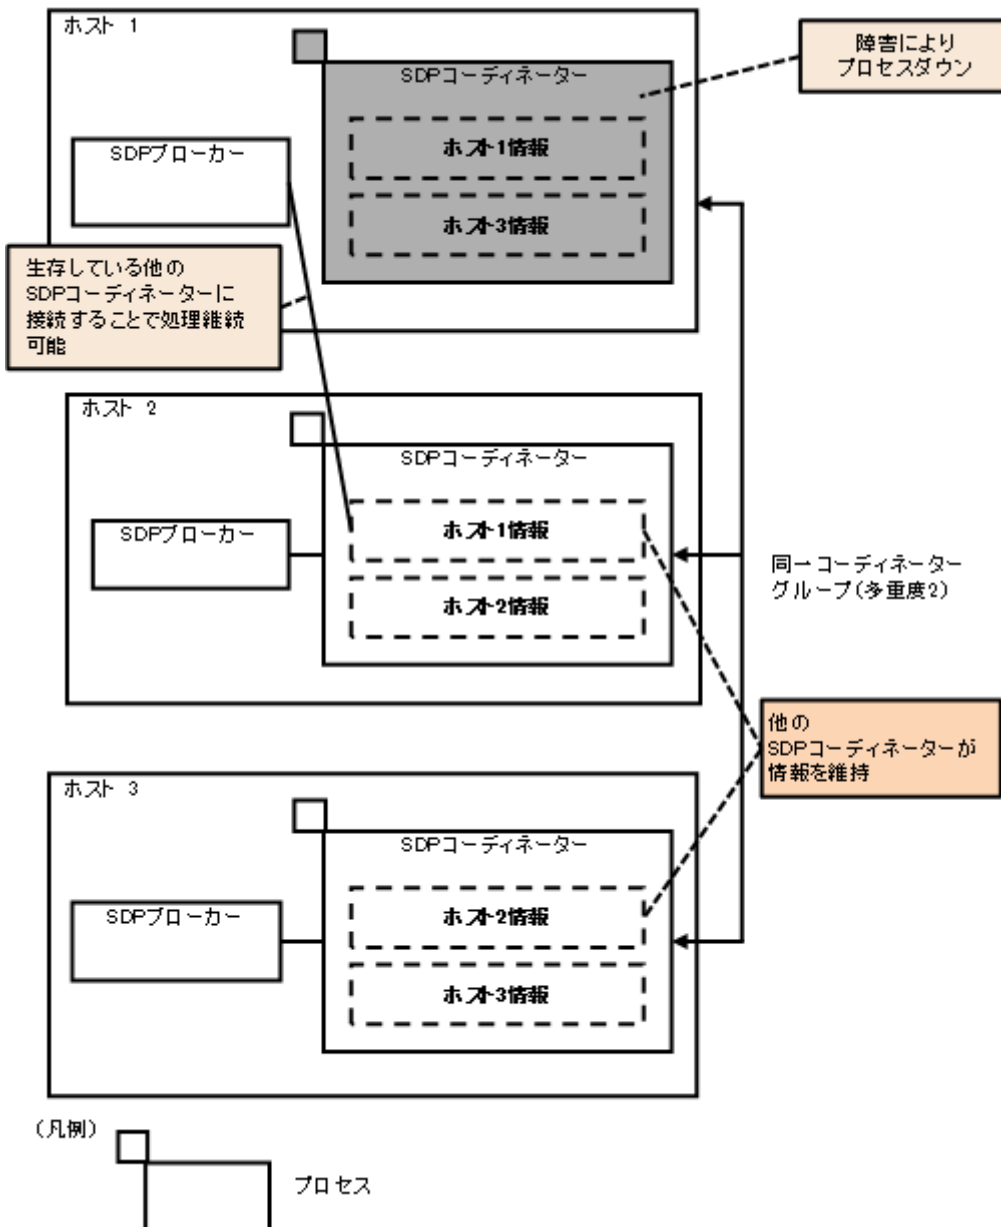 ホスト 1
障害により
プロセスダウン
SDPコーディネーター
SDPブローカー
ホスト1情報
ホスト3情報
生存している他の
SDPコーディネーターに
接続することで処理継続
可能
ホスト 2
SDPコーディネーター
SDPブローカー
ホスト1情報
ホスト2情報
同一コーディネーター
グループ(多重度2)
他の
SDPコーディネーターが
情報を維持
ホスト 3
SDPコーディネーター
SDPブローカー
ホスト2情報
ホスト3情報
(凡例)
プロセス